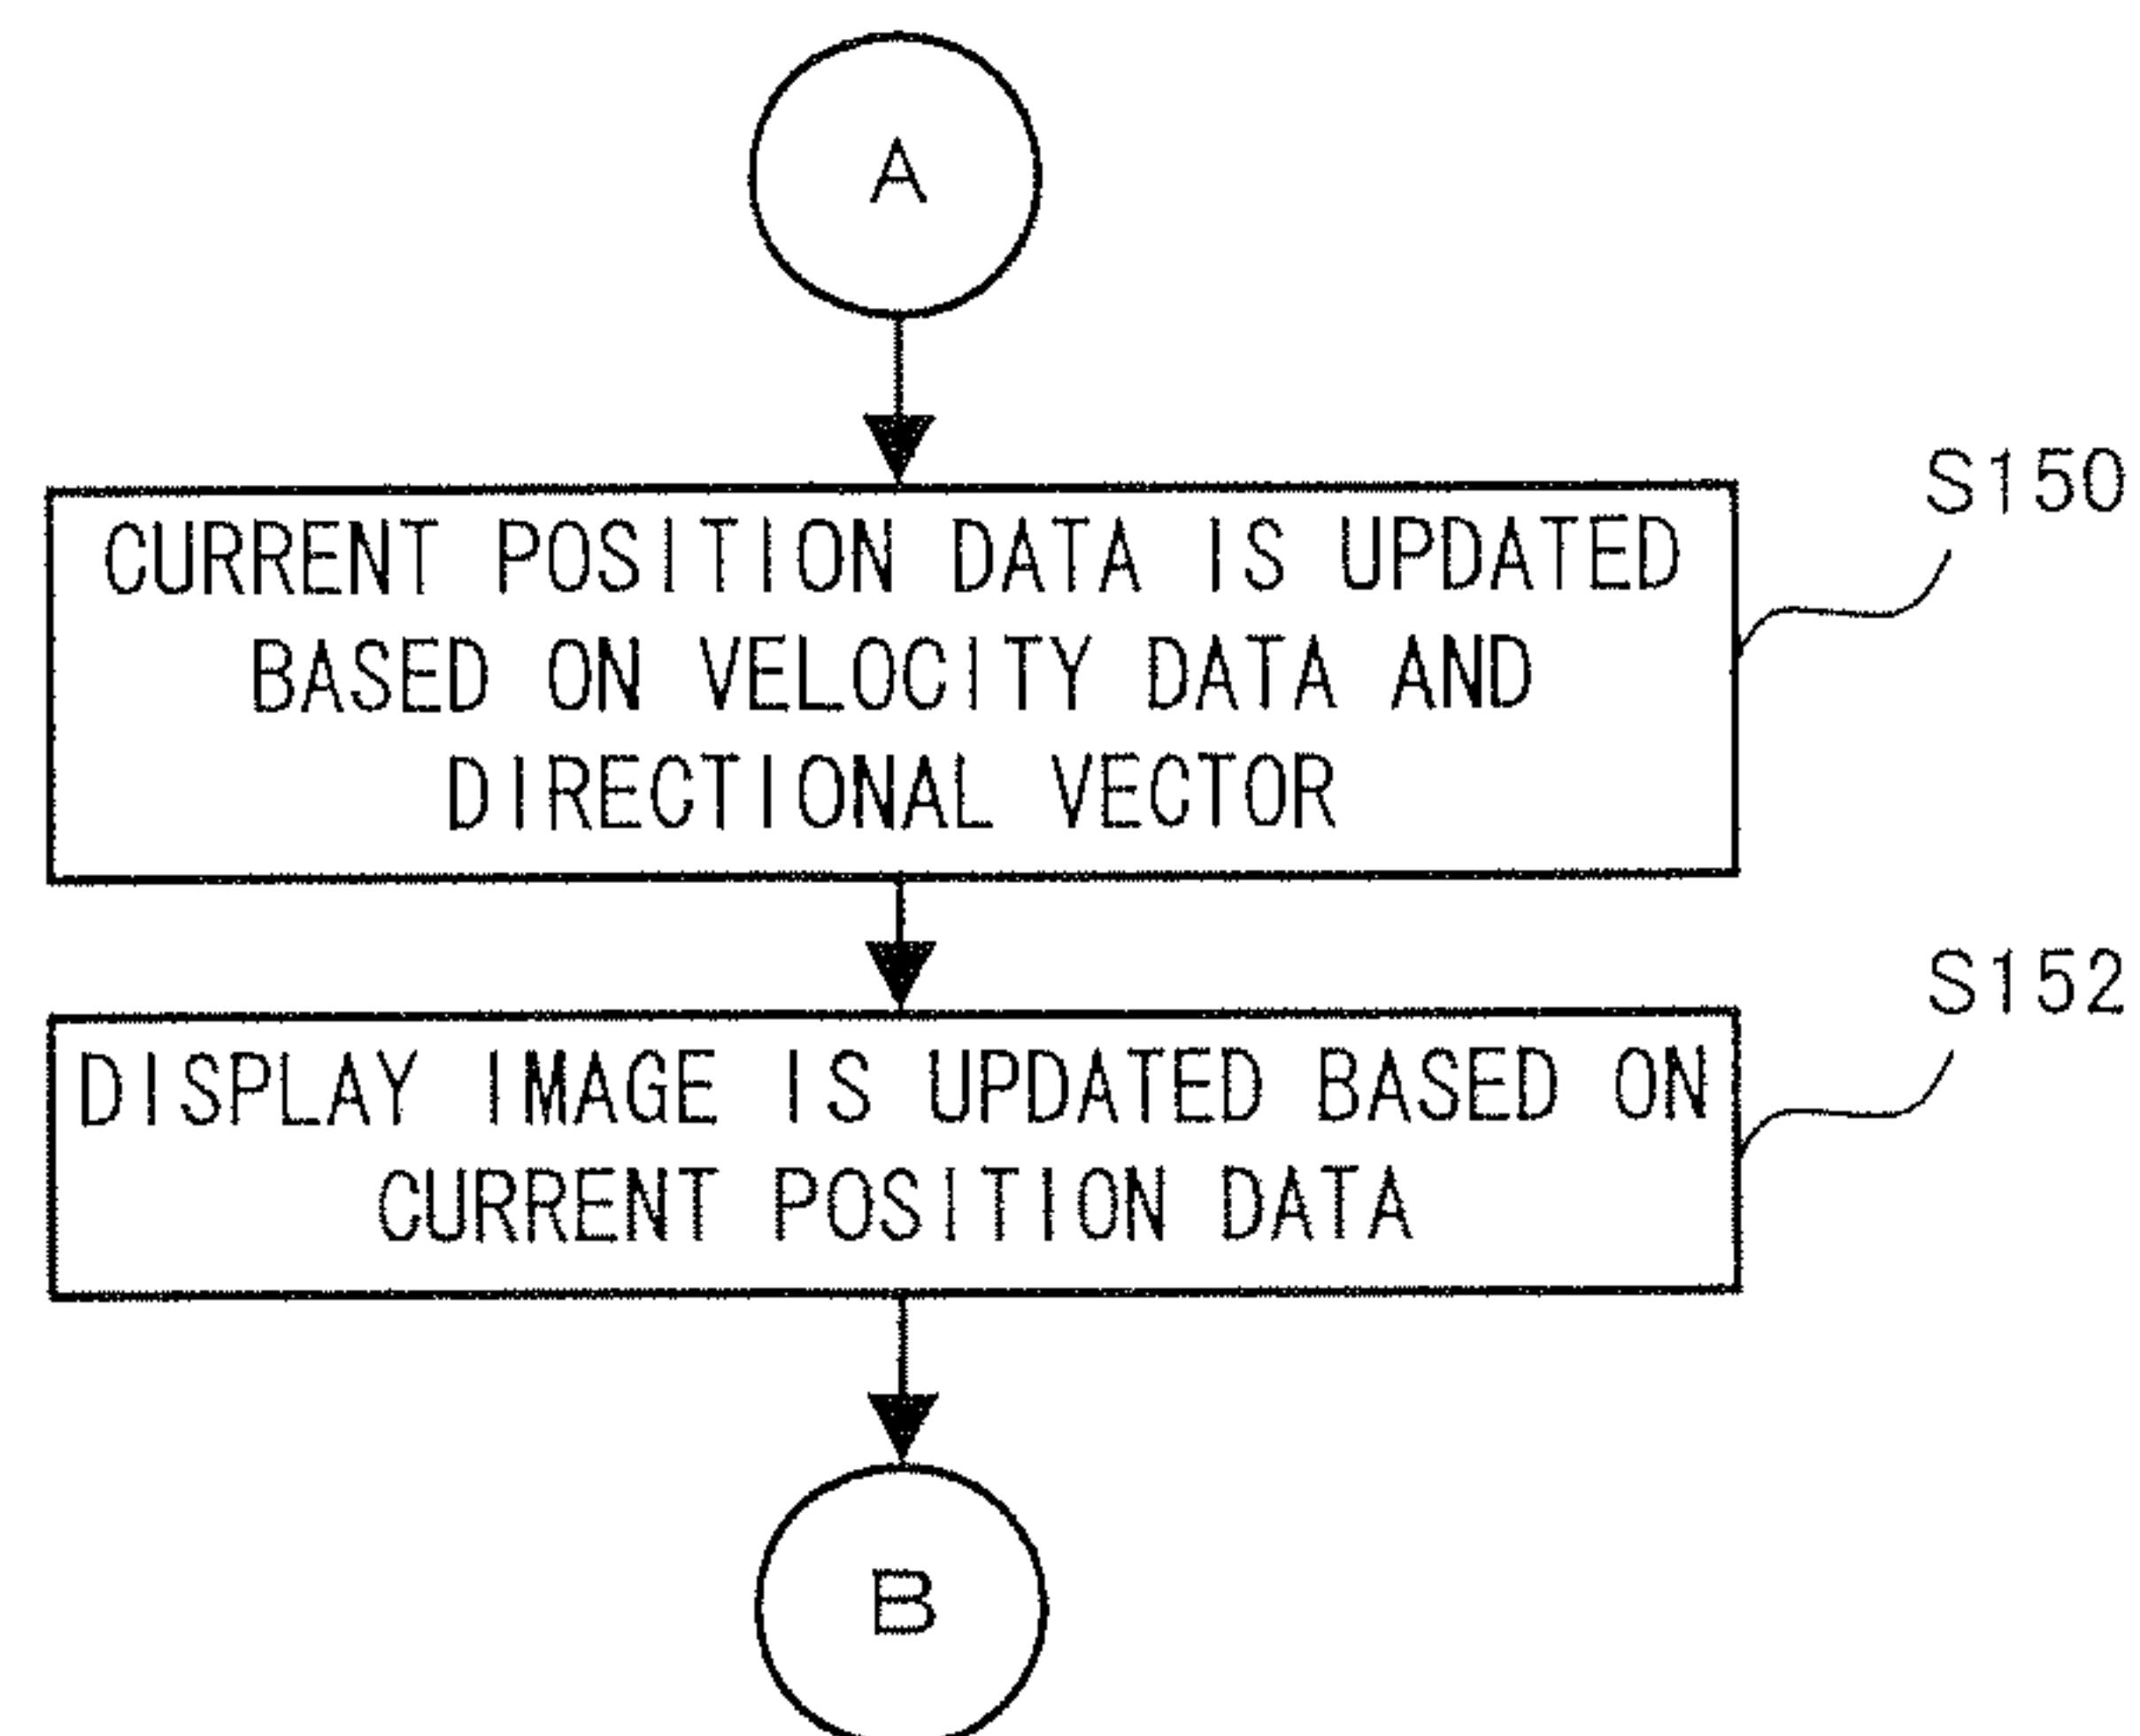 A
S150
CURRENT POSITION DATA IS UPDATED
BASED ON VELOCITY DATA AND
DIRECTIONAL VECTOR
S152
DISPLAY IMAGE IS UPDATED BASED ON
CURRENT POSITION DATA
B